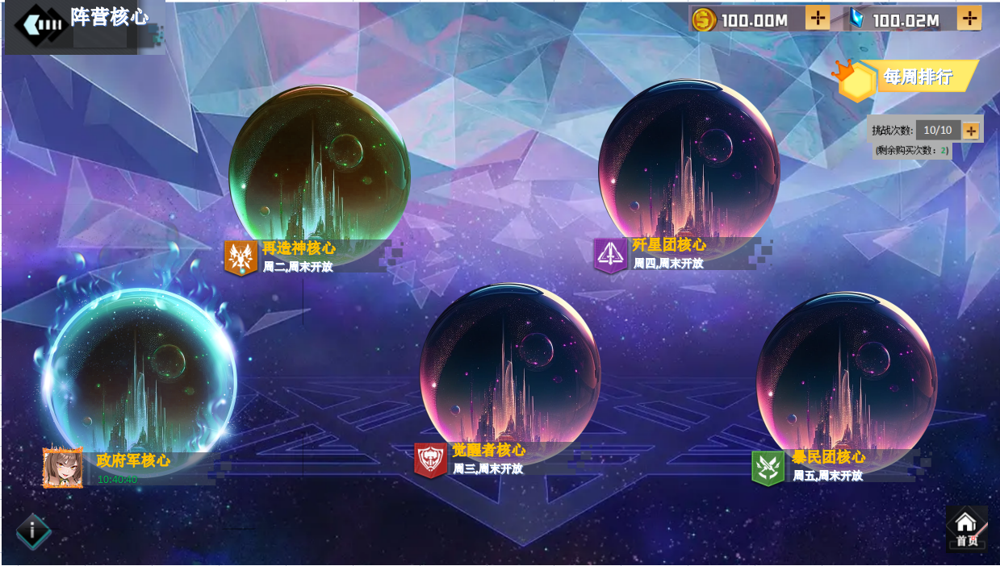 阵营核心
100.00M
100.02M
每周排行
挑战次数: 10/10
(剩余购买次数: 2)
再造神核心
周二,周末开放
歼星团核心
周四,周末开放
政府军核心
10:40:40
觉醒者核心
周三,周末开放
暴民团核心
周五,周末开放
首页